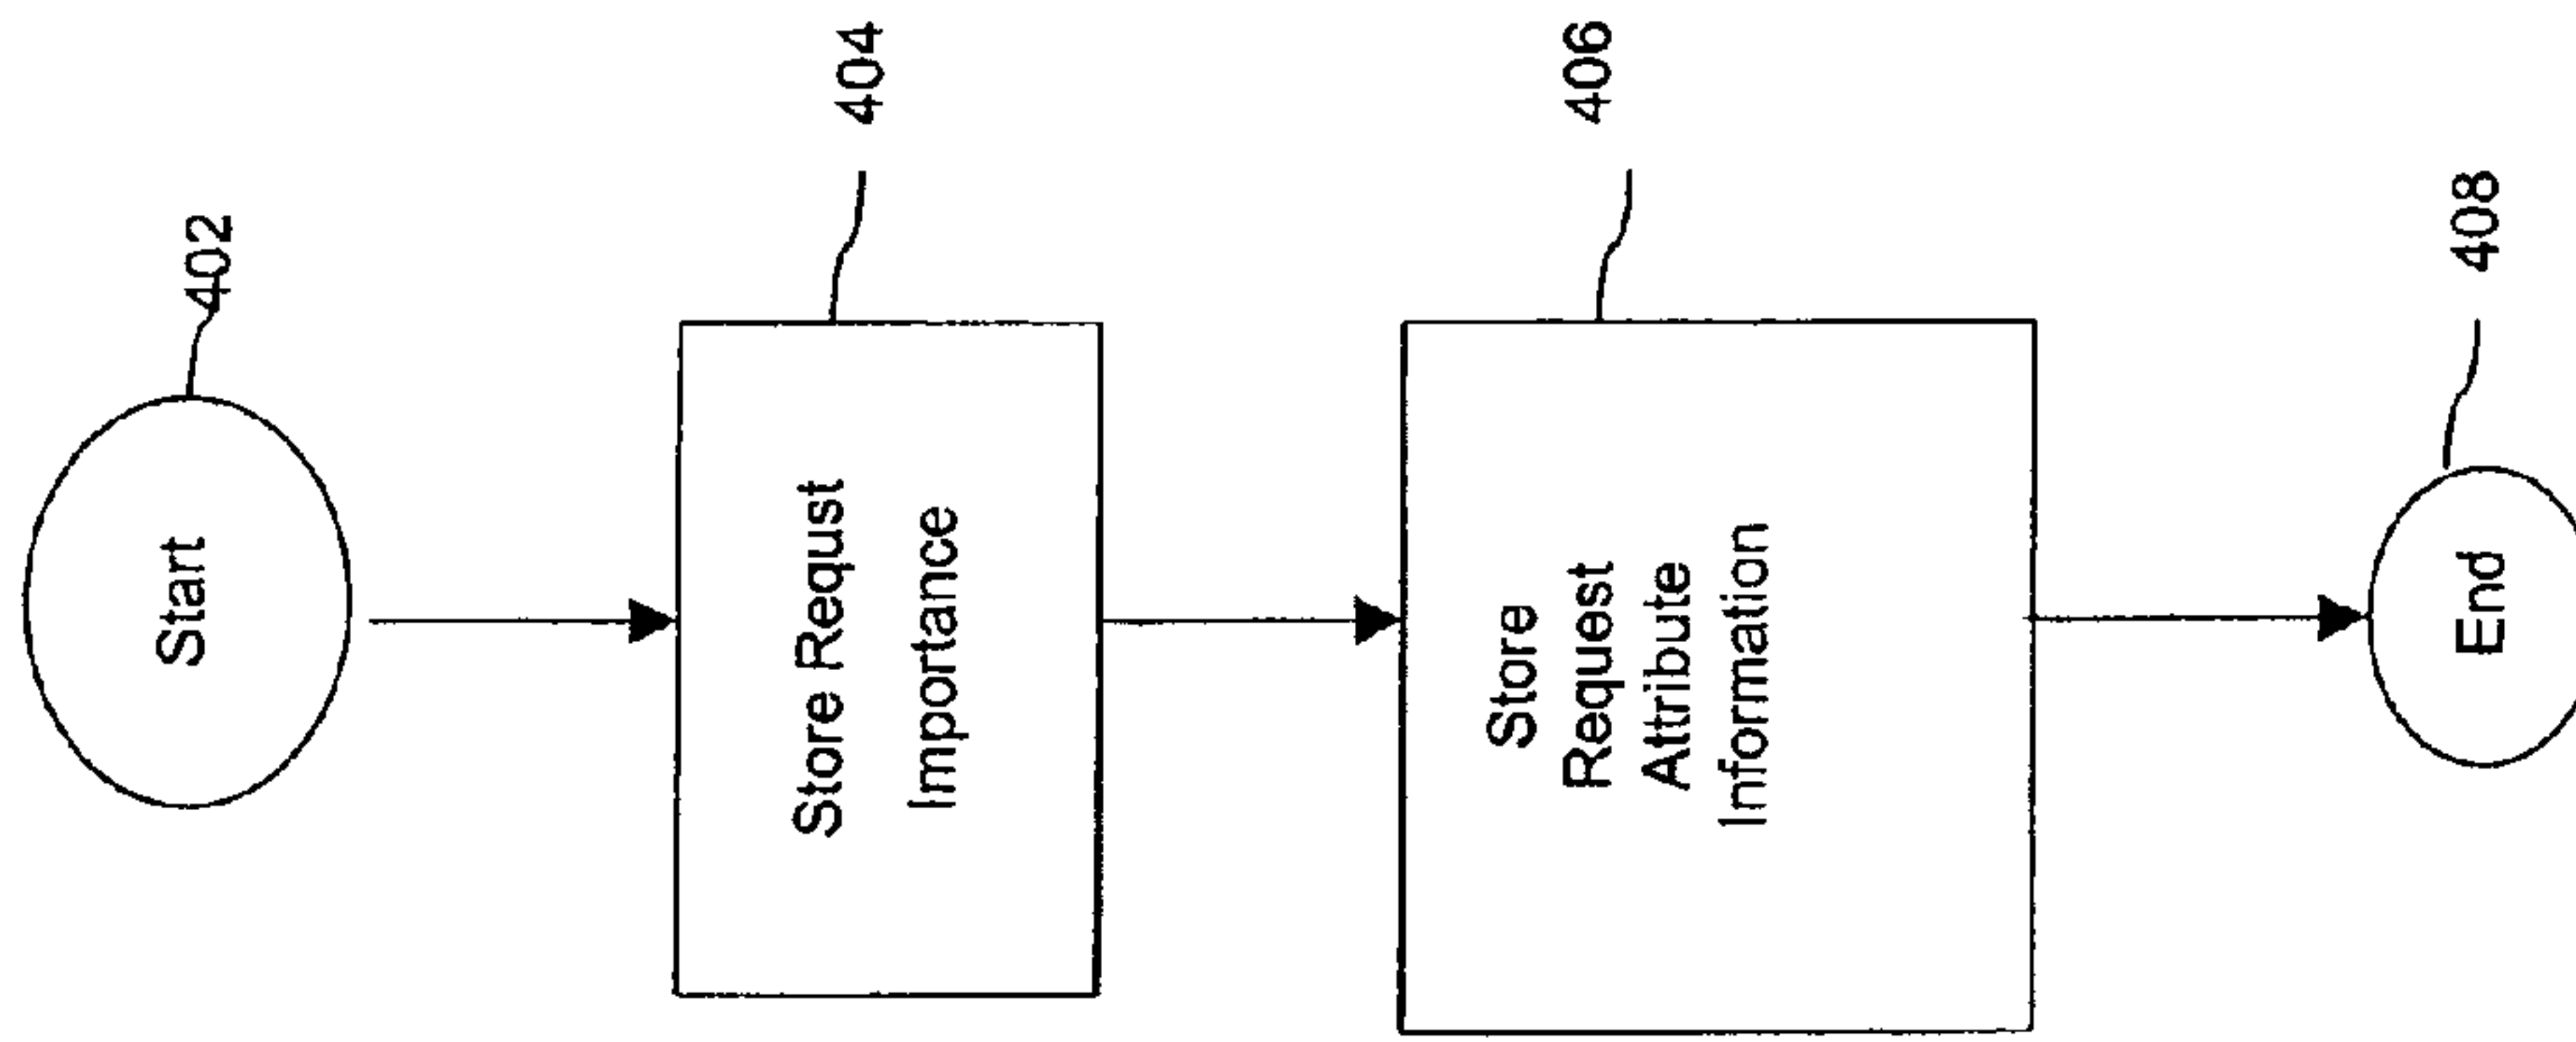 Start
402
Store Requst
Importance
404
Store
Request
Attribute
Information
406
End
408